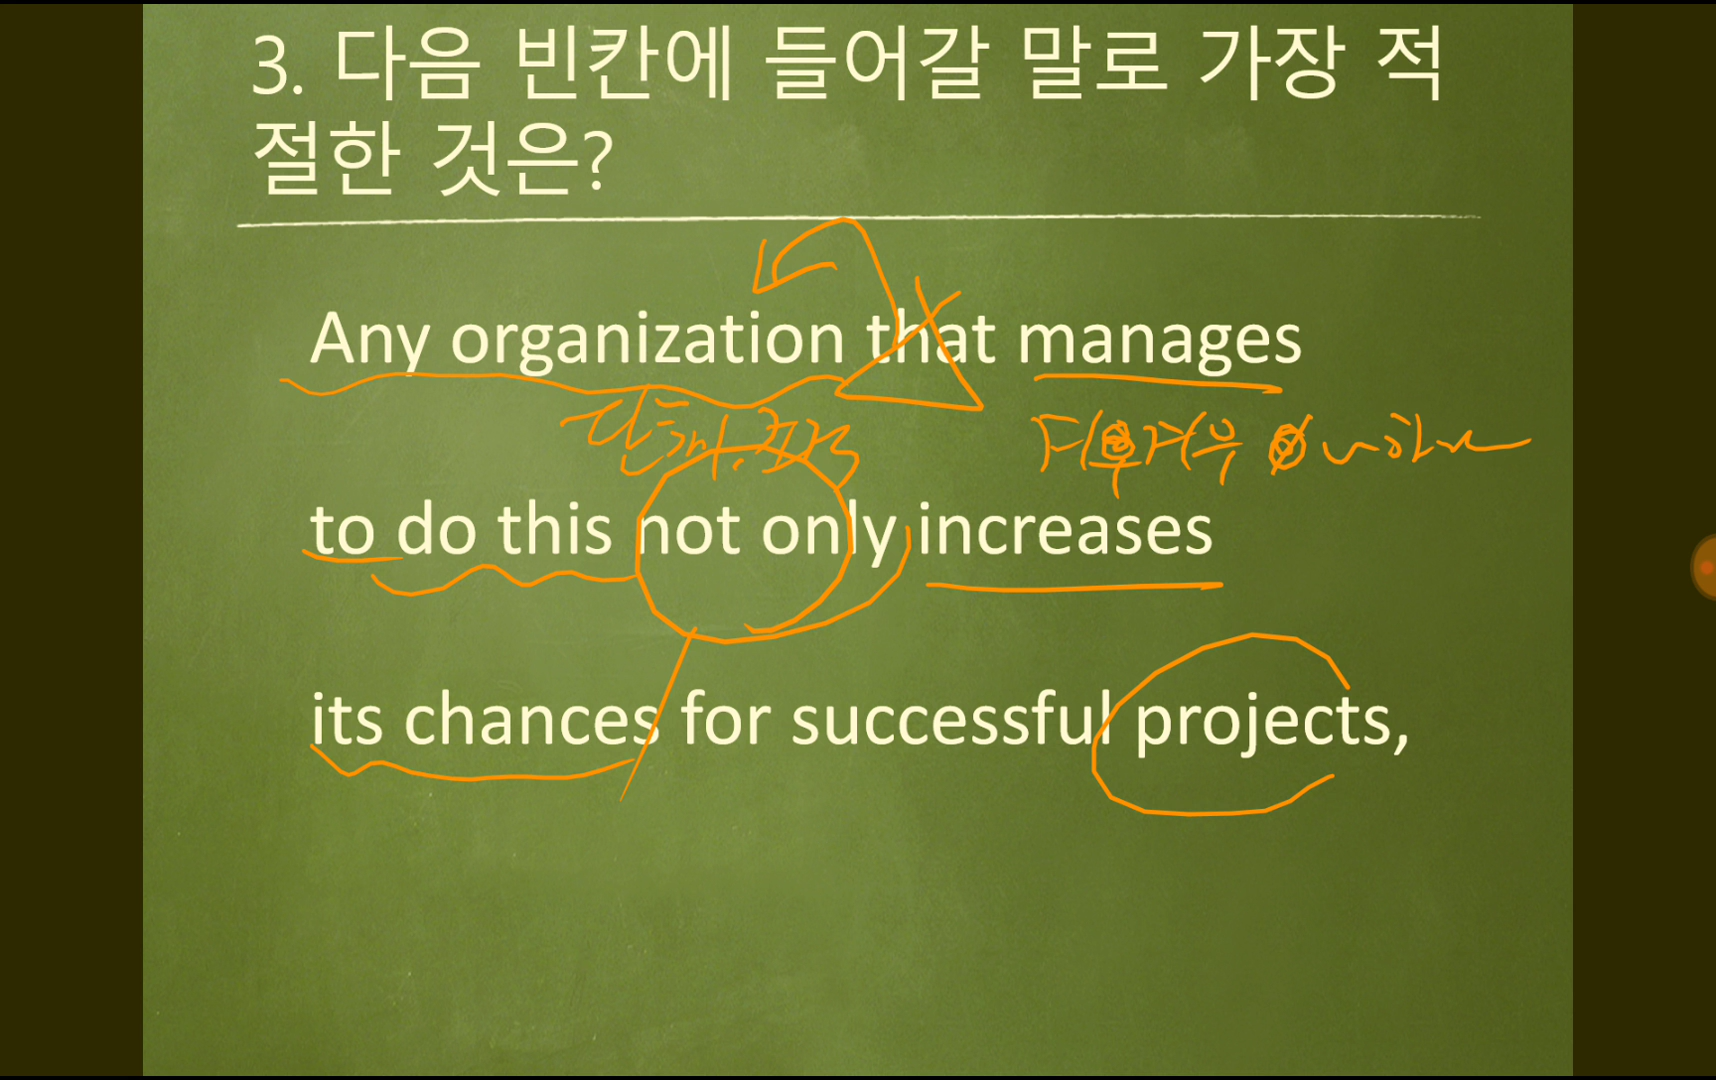 3. 다음 빈칸에 들어갈 말로 가장 적
절한 것은?
Any organization that manages
to do this not only increases
its chances for successful projects,